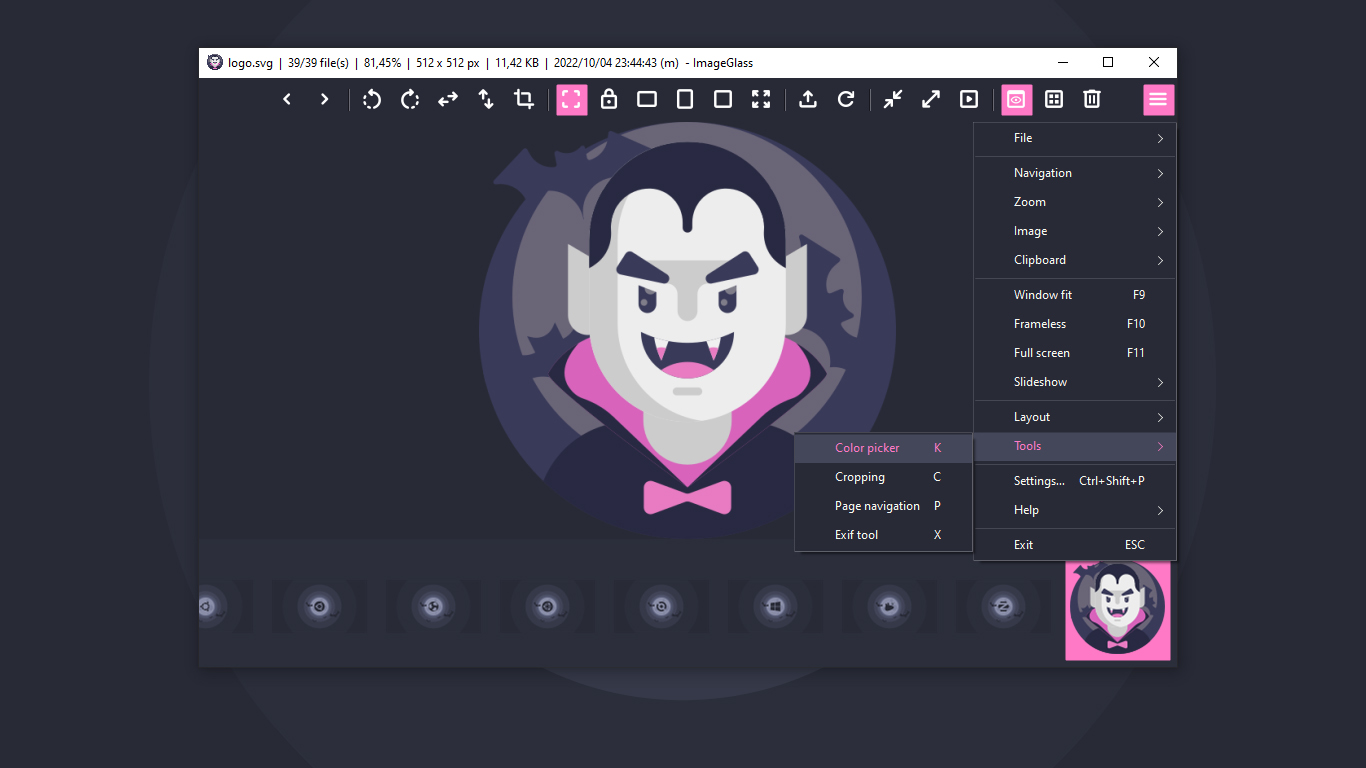 logo.svg | 39/39 file(s) | 81,45% | 512 x 512 px | 11,42 KB | 2022/10/04 23:44:43 (m) - ImageGlass
File
Navigation
Zoom
Image
Clipboard
Window fit F9
Frameless F10
Full screen F11
Slideshow
Layout
Tools
Color picker K
Cropping C
Page navigation P
Exif tool X
Settings... Ctrl+Shift+P
Help
Exit ESC